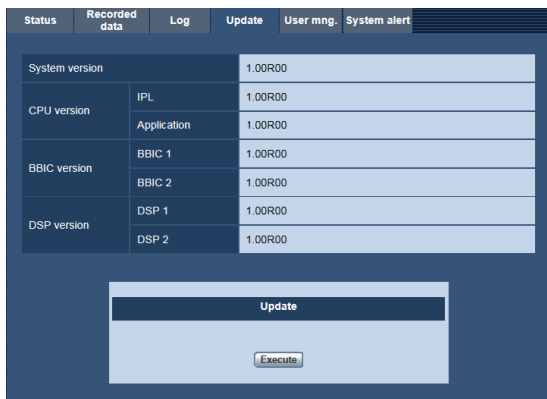 Status Recorded data Log Update User mng. System alert
System version 1.00R00
CPU version IPL 1.00R00
Application 1.00R00
BBIC version BBIC 1 1.00R00
BBIC 2 1.00R00
DSP version DSP 1 1.00R00
DSP 2 1.00R00
Update
Execute